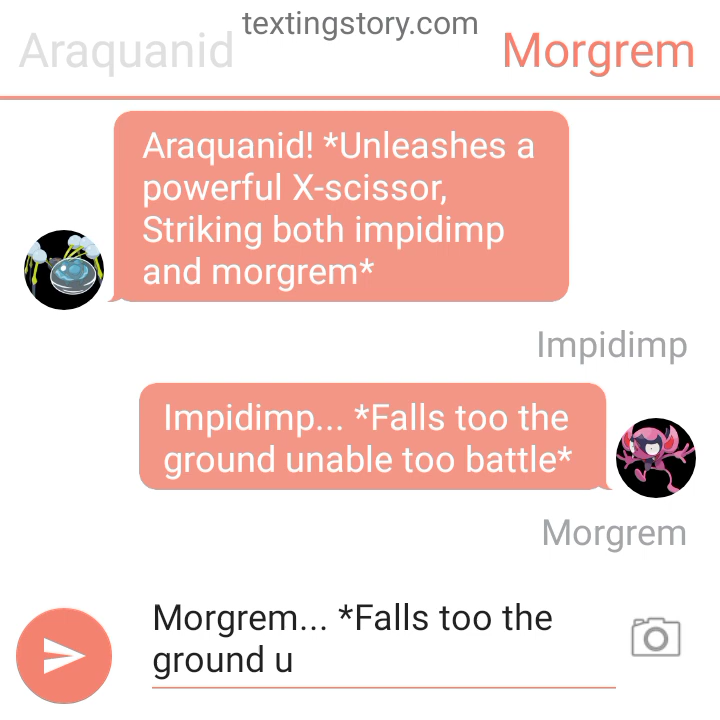 textingstory.com
Araquanid
Morgrem
Araquanid! *Unleashes a
powerful X-scissor,
Striking both impidimp
and morgrem*
Impidimp
Impidimp... *Falls too the
ground unable too battle*
Morgrem
Morgrem... *Falls too the
ground u